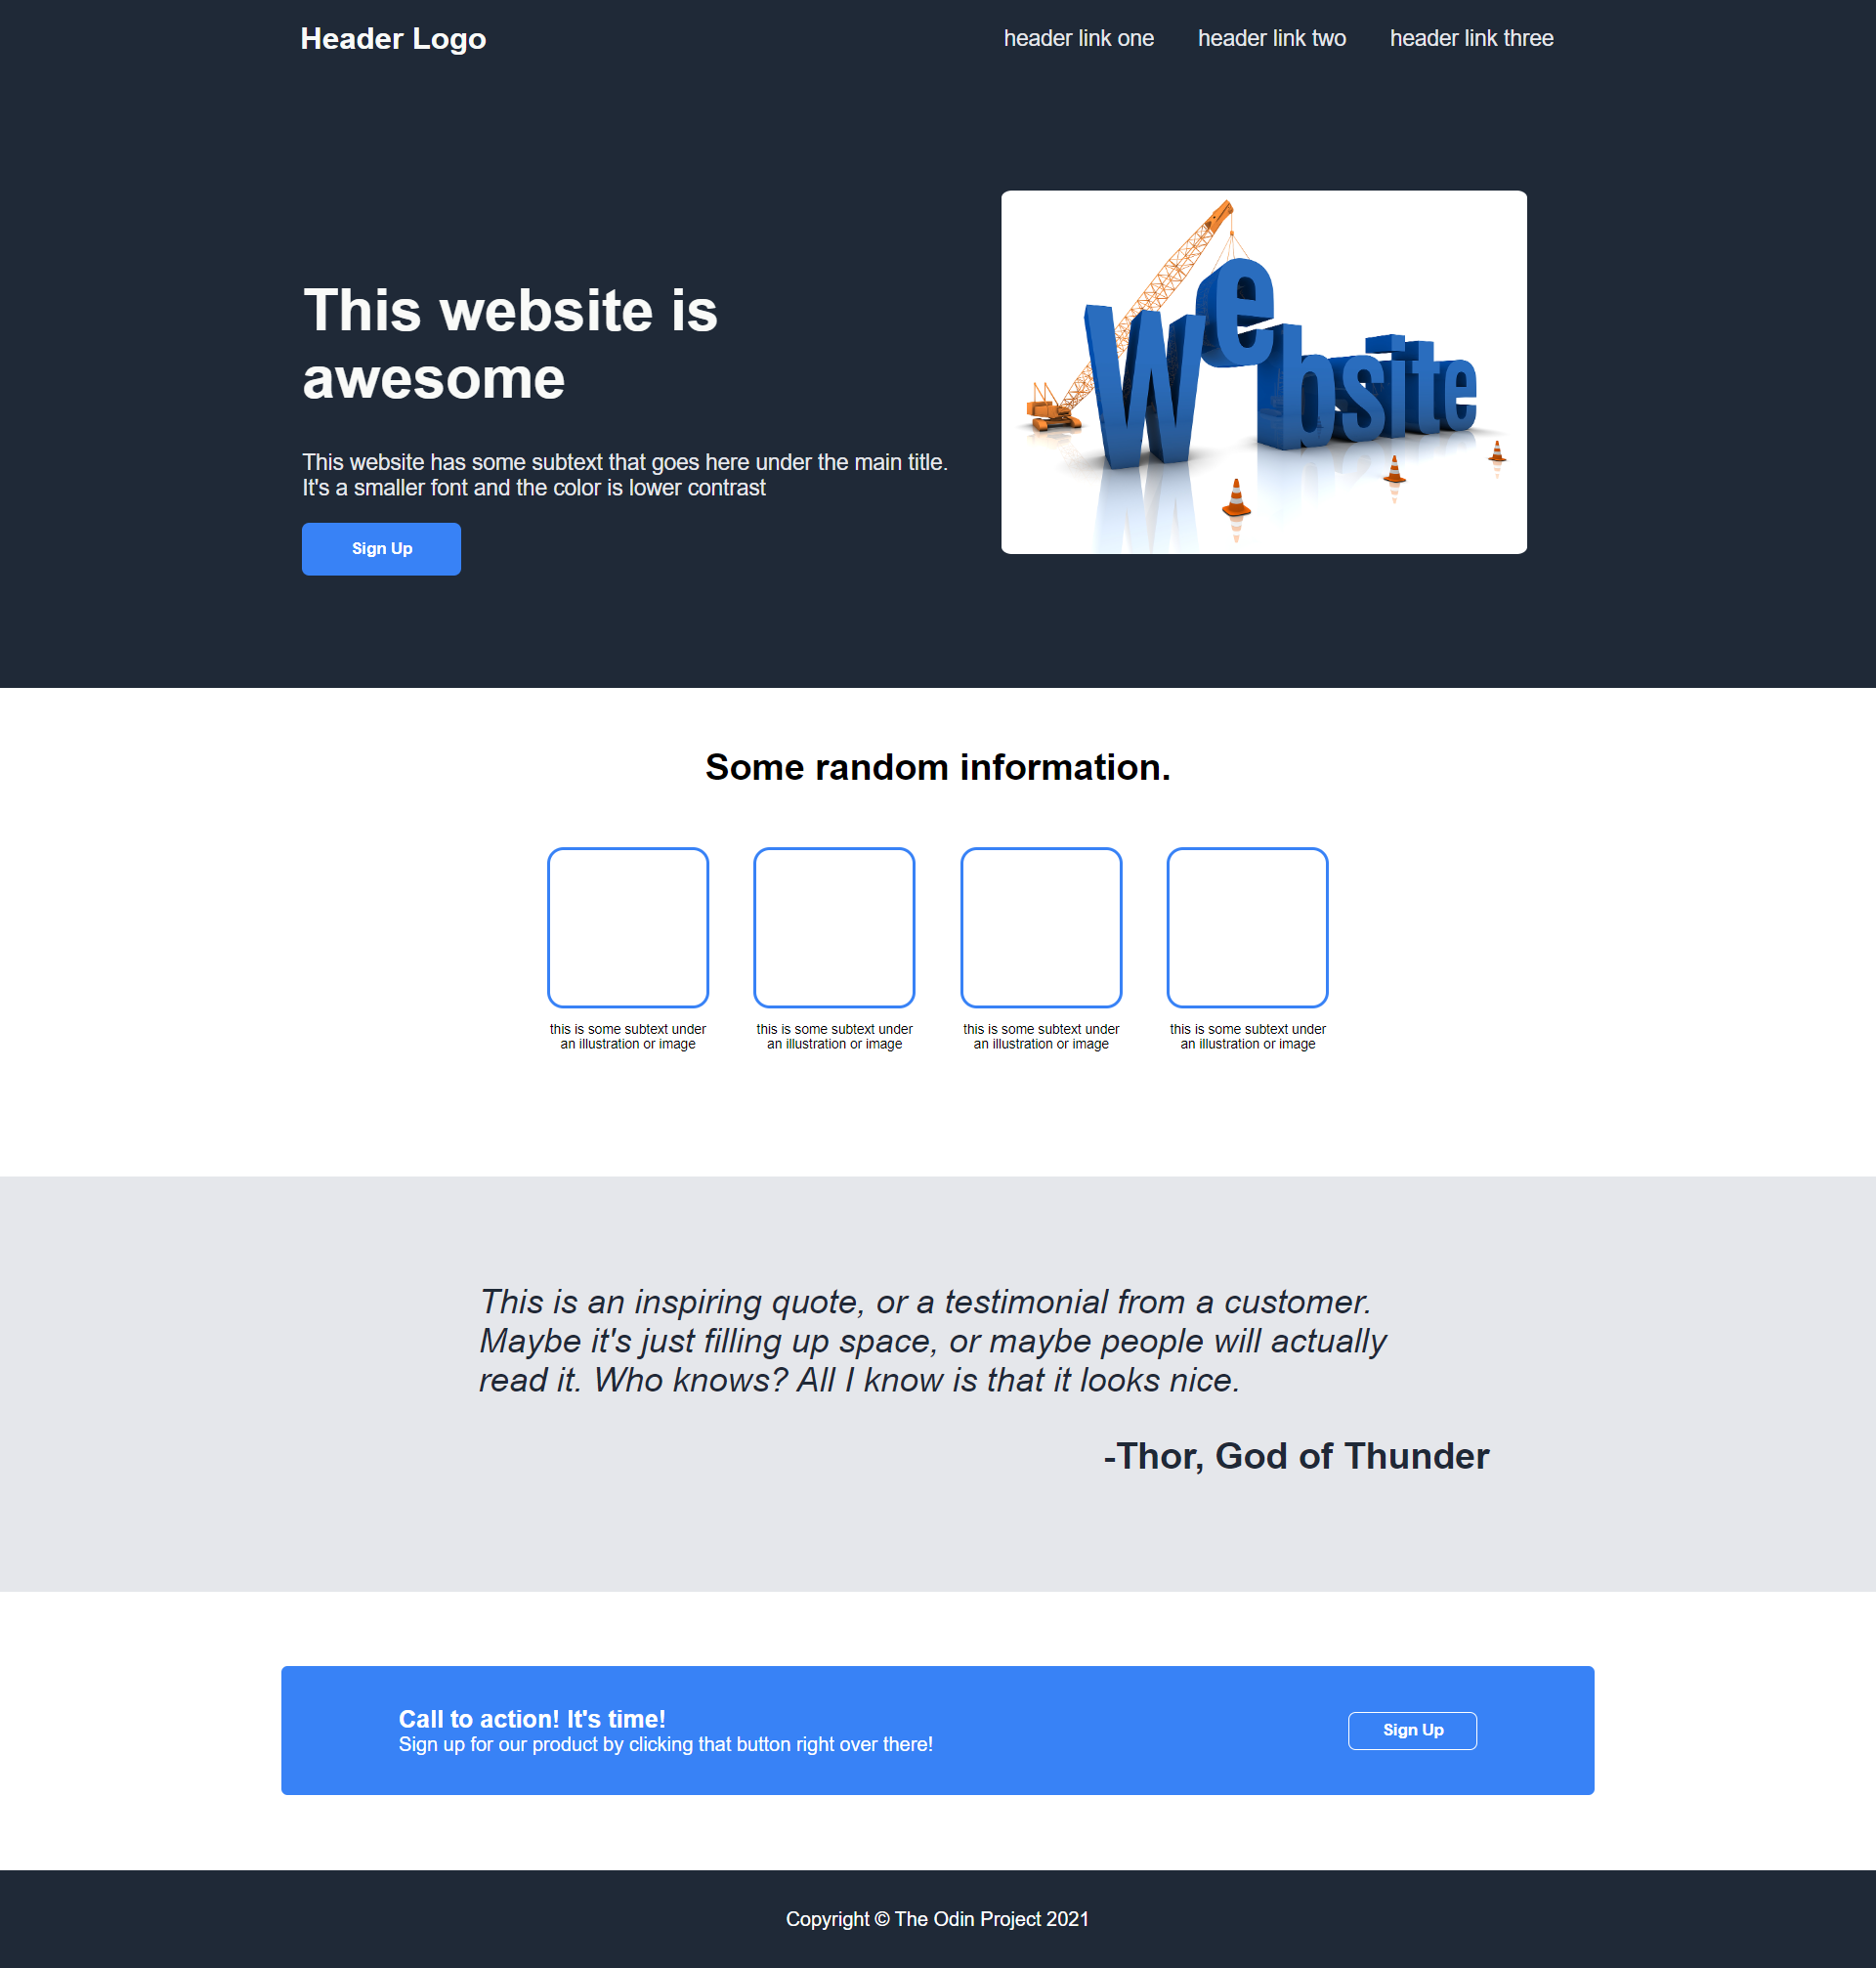 Header Logo
header link one
header link two
header link three
This website is
awesome
This website has some subtext that goes here under the main title.
It's a smaller font and the color is lower contrast
Sign Up
Website
Some random information.
this is some subtext under
an illustration or image
this is some subtext under
an illustration or image
this is some subtext under
an illustration or image
this is some subtext under
an illustration or image
This is an inspiring quote, or a testimonial from a customer.
Maybe it's just filling up space, or maybe people will actually
read it. Who knows? All I know is that it looks nice.
-Thor, God of Thunder
Call to action! It's time!
Sign up for our product by clicking that button right over there!
Sign Up
Copyright © The Odin Project 2021